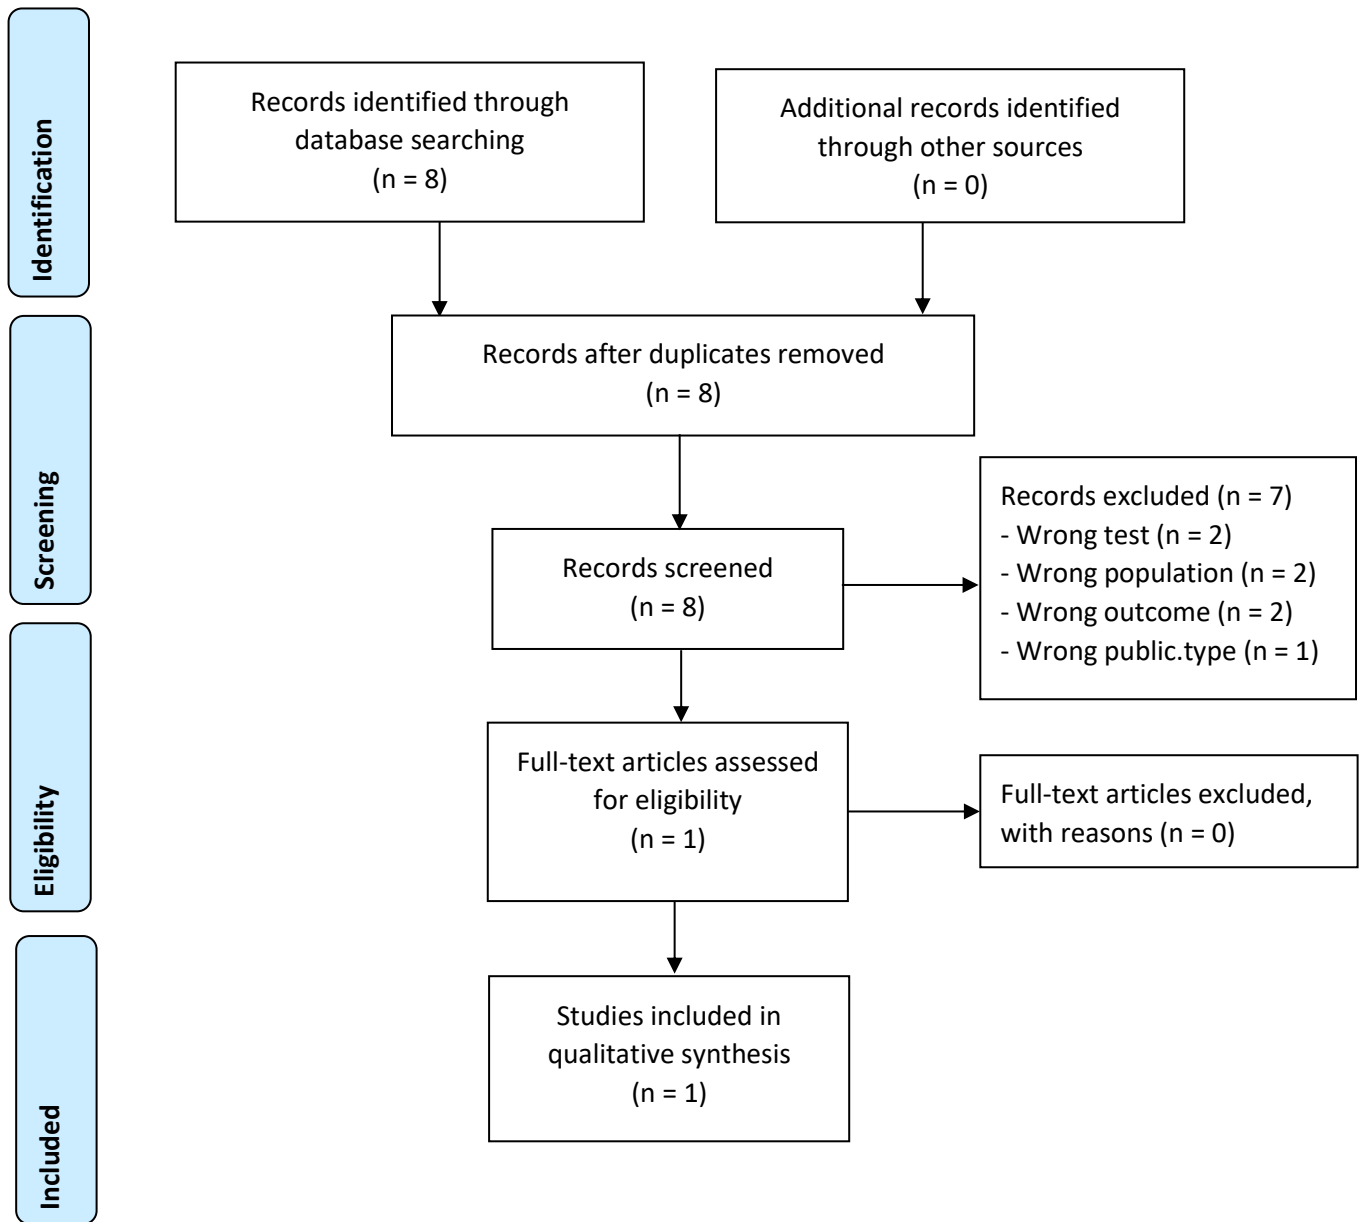 Identification
Records identified through
database searching
(n = 8)
Additional records identified
through other sources
(n = 0)
Records after duplicates removed
(n = 8)
Screening
Records screened
(n = 8)
Records excluded (n = 7)
- Wrong test (n = 2)
- Wrong population (n = 2)
- Wrong outcome (n = 2)
- Wrong public.type (n = 1)
Eligibility
Full-text articles assessed
for eligibility
(n = 1)
Full-text articles excluded,
with reasons (n = 0)
Included
Studies included in
qualitative synthesis
(n = 1)